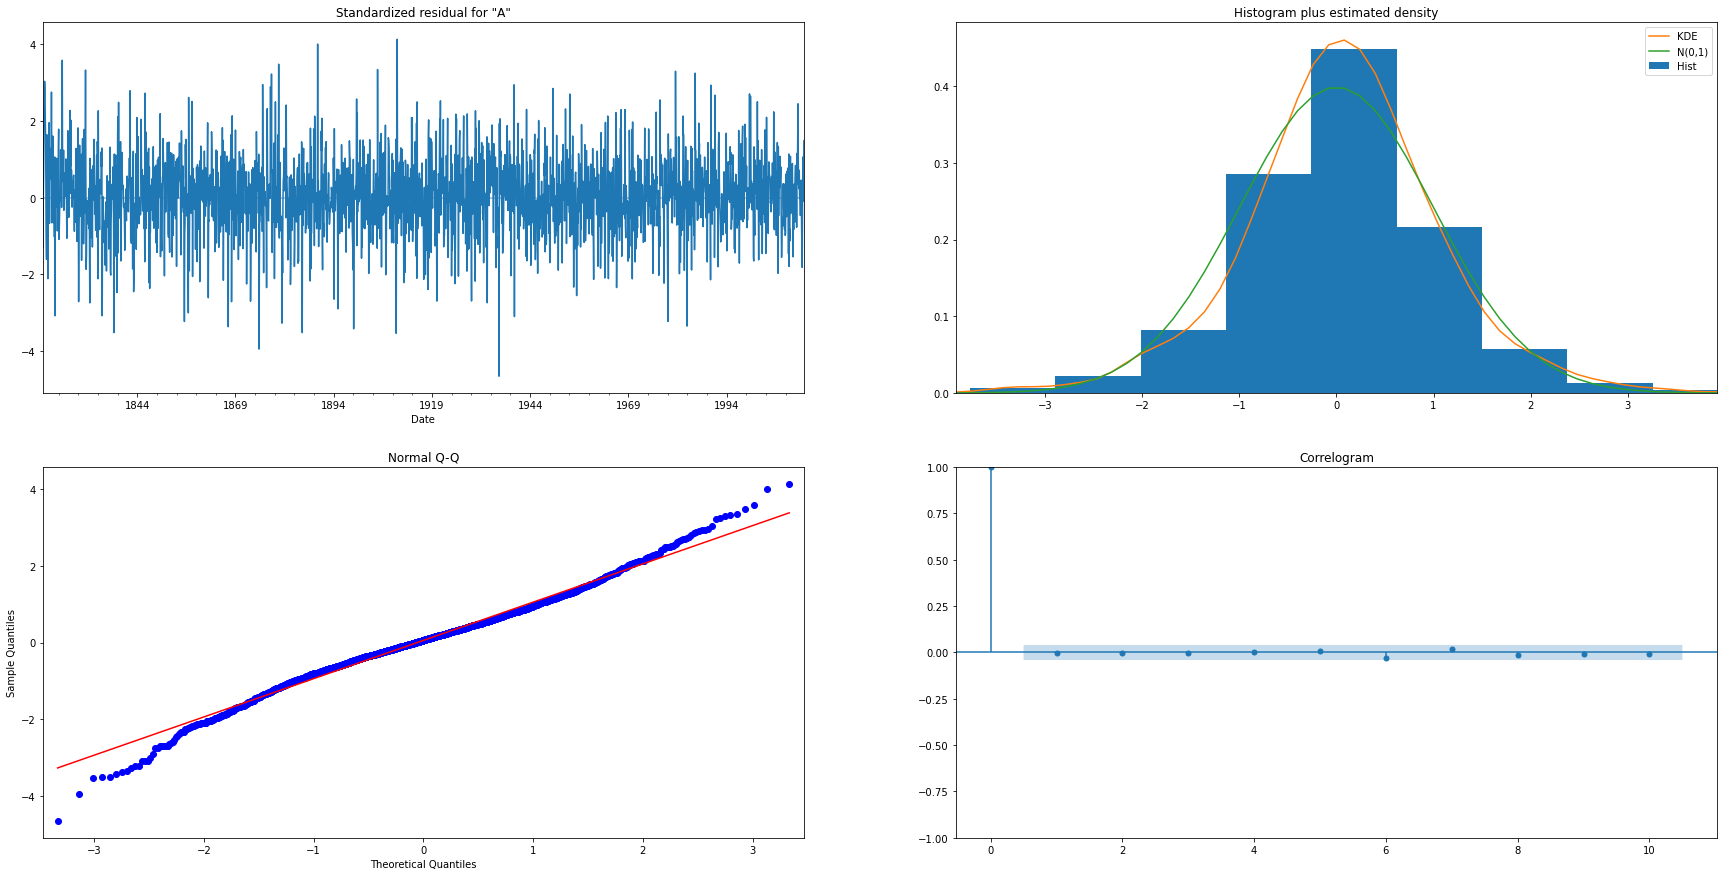 Standardized residual for "A"
4
2
0
−2
−4
1844 1869 1894 1919 1944 1969 1994
Date
Histogram plus estimated density
KDE
N(0,1)
Hist
0.4
0.3
0.2
0.1
0.0
−3 −2 −1 0 1 2 3
Normal Q-Q
Sample Quantiles
4
2
0
−2
−4
−3 −2 −1 0 1 2 3
Theoretical Quantiles
Correlogram
1.00
0.75
0.50
0.25
0.00
−0.25
−0.50
−0.75
−1.00
0 2 4 6 8 10